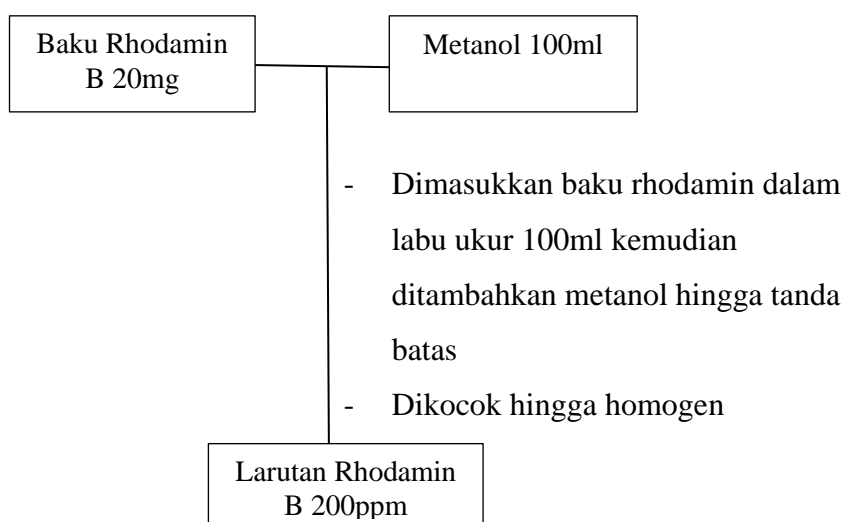 Baku Rhodamin
B 20mg
Metanol 100ml
- Dimasukkan baku rhodamin dalam
labu ukur 100ml kemudian
ditambahkan metanol hingga tanda
batas
- Dikocok hingga homogen
Larutan Rhodamin
B 200ppm